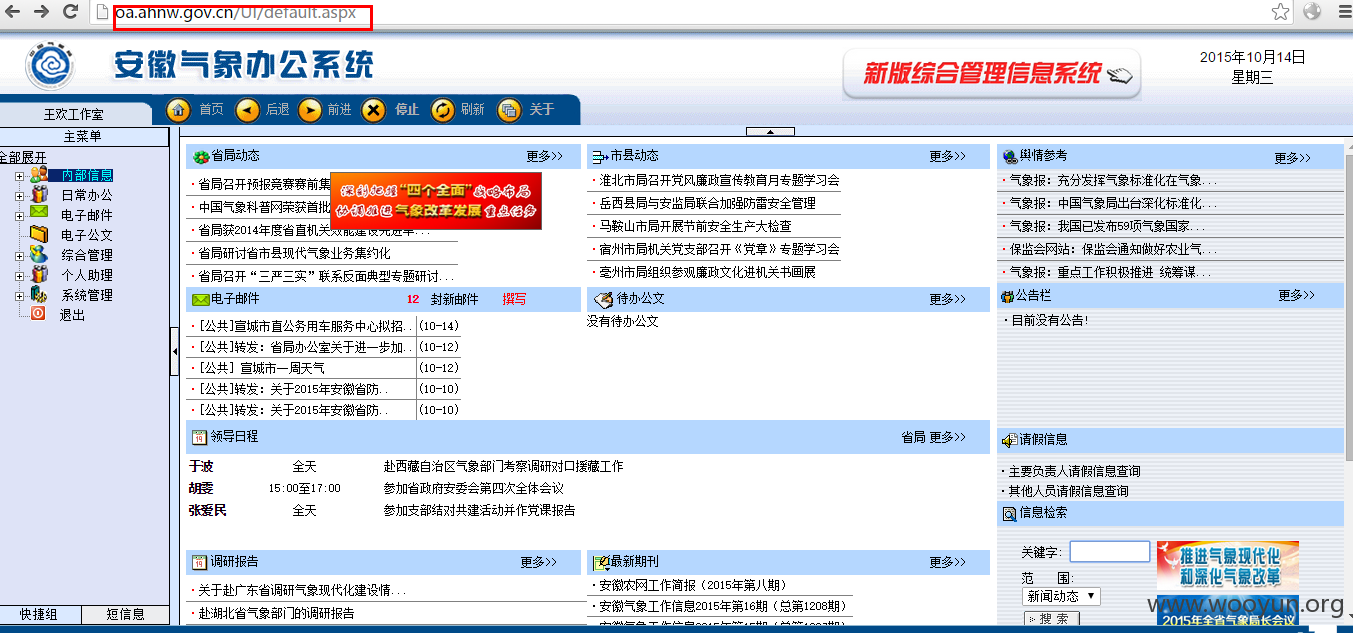 oa.ahnw.gov.cn/UI/default.aspx
安徽气象办公系统
新版综合管理信息系统
2015年10月14日
星期三
王欢工作室
首页 后退 前进 停止 刷新 关于
主菜单
全部展开
内部信息
日常办公
电子邮件
电子公文
综合管理
个人助理
系统管理
退出
快捷组 短信息
省局动态 更多>>
·省局召开预报竞赛赛前集
·中国气象科普网荣获首批
·省局获2014年度省直机关效能建设先进单...
·省局研讨省市县现代气象业务集约化
·省局召开“三严三实”联系反面典型专题研讨...
深刻把握“四个全面”战略布局
协调推进 气象改革发展 重点任务
市县动态 更多>>
·淮北市局召开党风廉政宣传教育月专题学习会
·岳西县局与安监局联合加强防雷安全管理
·马鞍山市局开展节前安全生产大检查
·宿州市局机关党支部召开《党章》专题学习会
·亳州市局组织参观廉政文化进机关书画展
舆情参考 更多>>
·气象报：充分发挥气象标准化在气象...
·气象报：中国气象局出台深化标准化...
·气象报：我国已发布59项气象国家...
·保监会网站：保监会通知做好农业气...
·气象报：重点工作积极推进 统筹谋...
电子邮件 12 封新邮件 撰写
·[公共]宣城市直公务用车服务中心拟招.. (10-14)
·[公共]转发：省局办公室关于进一步加.. (10-12)
·[公共] 宣城市一周天气 (10-12)
·[公共]转发：关于2015年安徽省防.. (10-10)
·[公共]转发：关于2015年安徽省防.. (10-10)
待办公文 更多>>
没有待办公文
公告栏 更多>>
·目前没有公告!
领导日程 省局 更多>>
于波 全天 赴西藏自治区气象部门考察调研对口援藏工作
胡雯 15:00至17:00 参加省政府安委会第四次全体会议
张爱民 全天 参加支部结对共建活动并作党课报告
请假信息
·主要负责人请假信息查询
·其他人员请假信息查询
信息检索
关键字:
范 围:
新闻动态
搜 索
推进气象现代化
和深化气象改革
2015年全省气象局长会议
调研报告 更多>>
·关于赴广东省调研气象现代化建设情...
·赴湖北省气象部门的调研报告
最新期刊 更多>>
·安徽农网工作简报（2015年第八期）
·安徽气象工作信息2015年第16期（总第1208期）
www.wooyun.org